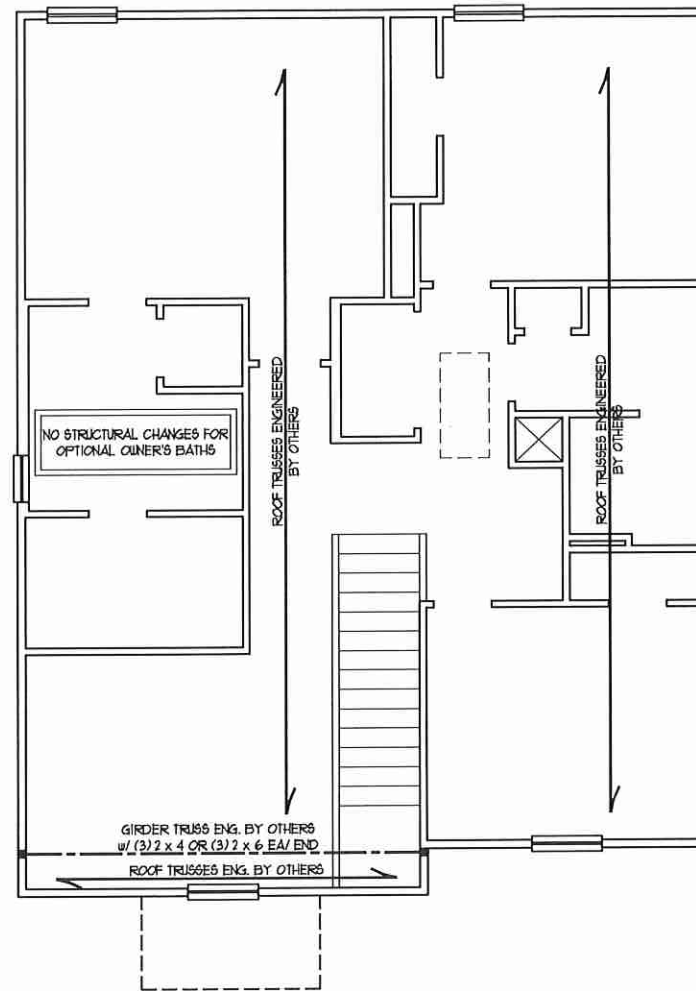 NO STRUCTURAL CHANGES FOR
OPTIONAL OWNER'S BATHS
ROOF TRUSSES ENGINEERED
BY OTHERS
ROOF TRUSSES ENGINEERED
BY OTHERS
GIRDER TRUSS ENG. BY OTHERS
w/ (3) 2 x 4 OR (3) 2 x 6 EA/ END
ROOF TRUSSES ENG. BY OTHERS